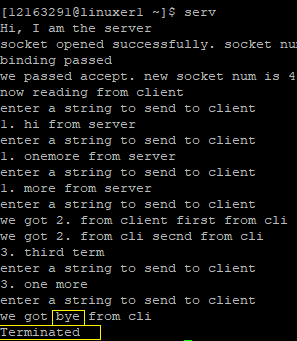 [12163291@linuxer1 ~]$ serv
Hi, I am the server
socket opened successfully. socket nu
binding passed
we passed accept. new socket num is 4
now reading from client
enter a string to send to client
1. hi from server
enter a string to send to client
1. onemore from server
enter a string to send to client
1. more from server
enter a string to send to client
we got 2. from client first from cli
we got 2. from cli secnd from cli
3. third term
enter a string to send to client
3. one more
enter a string to send to client
we got bye from cli
Terminated